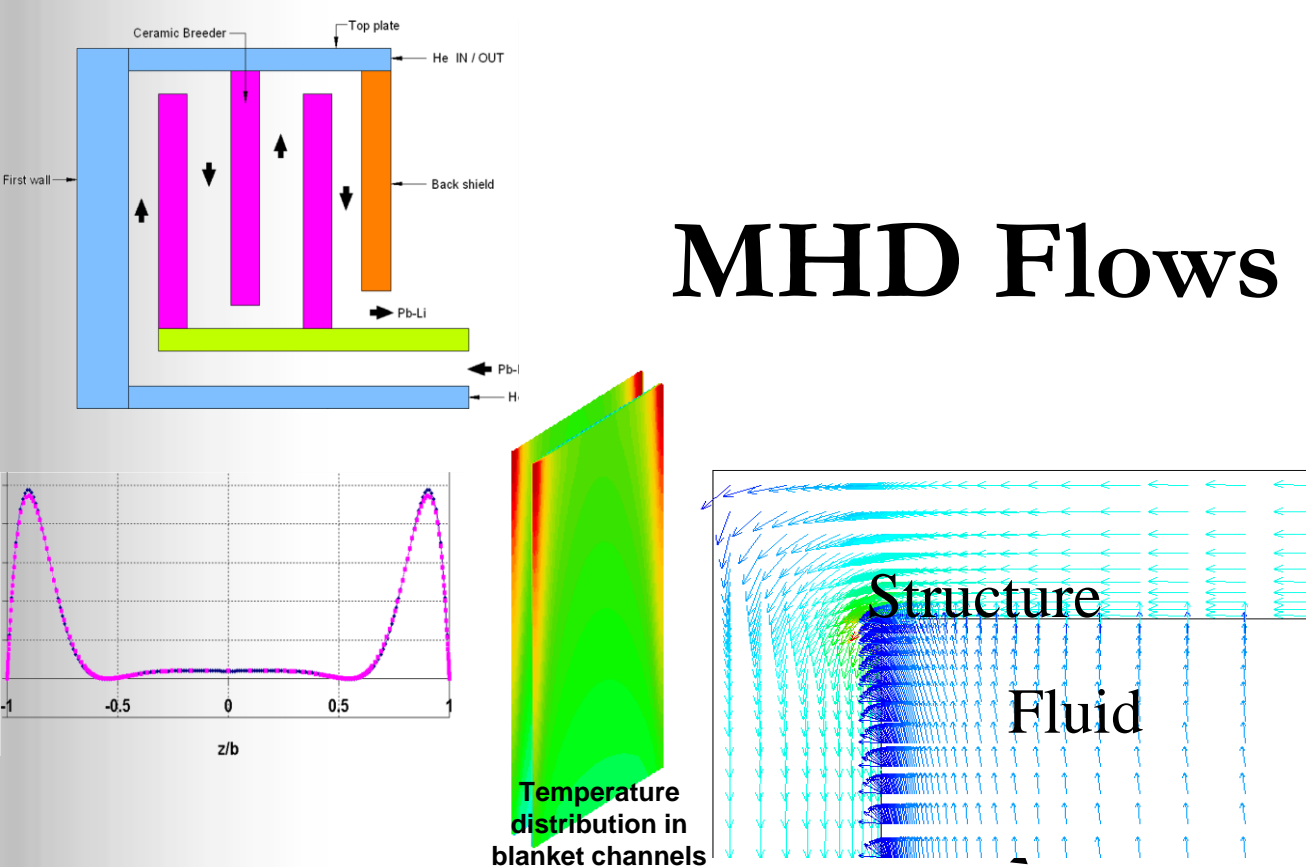 Ceramic Breeder
Top plate
He IN / OUT
First wall
Back shield
Pb-Li
MHD Flows
-1 -0.5 0 0.5 1
z/b
Structure
Fluid
Temperature
distribution in
blanket channels